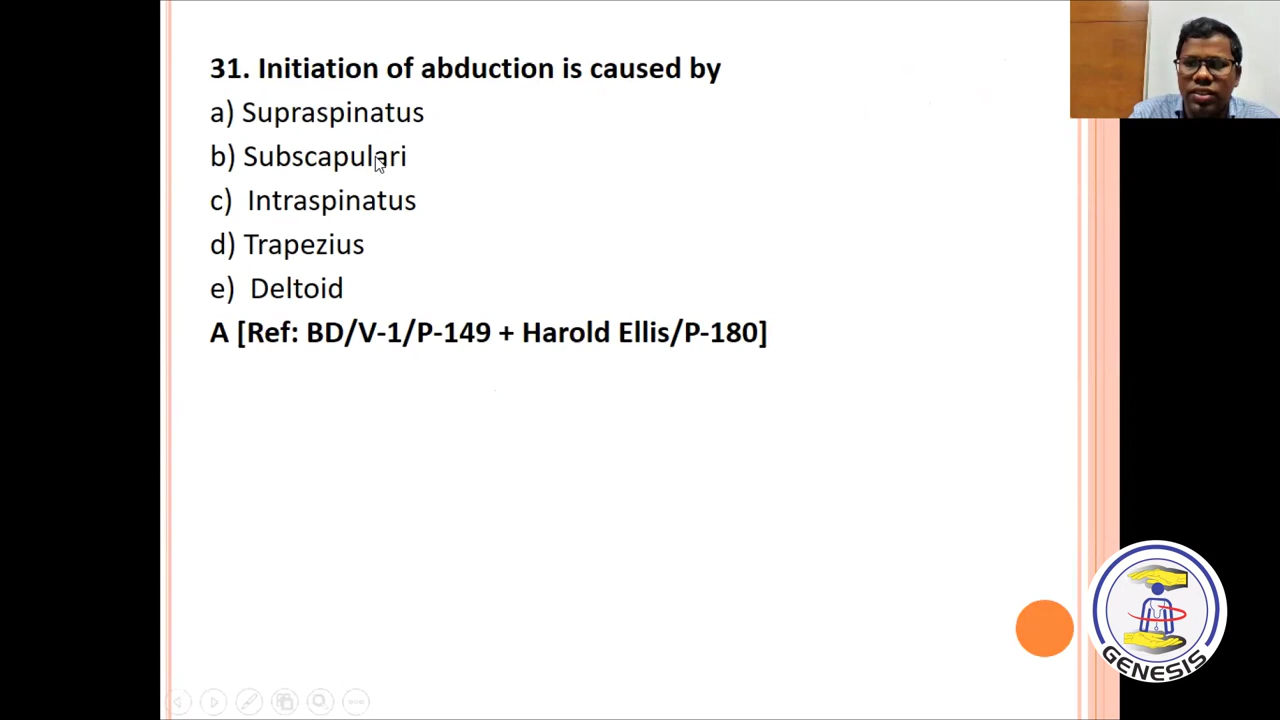 31. Initiation of abduction is caused by
a) Supraspinatus
b) Subscapulari
c) Intraspinatus
d) Trapezius
e) Deltoid
A [Ref: BD/V-1/P-149 + Harold Ellis/P-180]
GENESIS